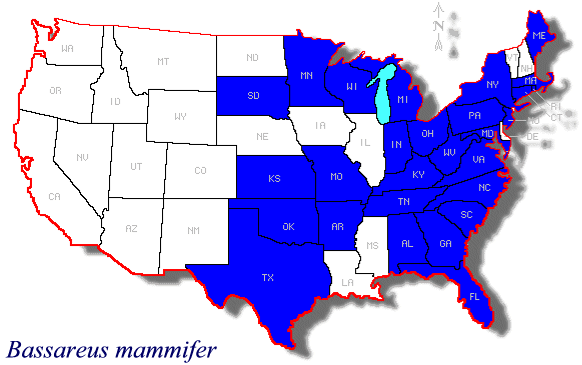 N N
WA MT ND MN ME
VT NH
OR ID SD WI MI NY MA
WY RI
CT
NE IA PA NJ
NV UT CO IL IN OH MD DE
WV VA
CA KS MO KY
NC
AZ NM OK AR TN SC
MS AL GA
TX LA
FL
Bassareus mammifer